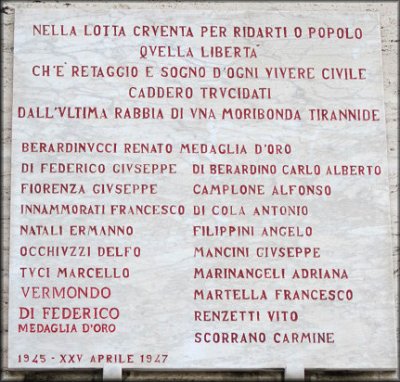 NELLA LOTTA CRVENTA PER RIDARTI O POPOLO
QVELLA LIBERTA'
CH'E' RETAGGIO E SOGNO D'OGNI VIVERE CIVILE
CADDERO TRVCIDATI
DALL'VLTIMA RABBIA DI VNA MORIBONDA TIRANNIDE
BERARDINVCCI RENATO MEDAGLIA D'ORO
DI FEDERICO GIVSEPPE DI BERARDINO CARLO ALBERTO
FIORENZA GIVSEPPE CAMPLONE ALFONSO
INNAMORATI FRANCESCO DI COLA ANTONIO
NATALI ERMANNO FILIPPINI ANGELO
OCCHIVZZI DELFO MANCINI GIVSEPPE
TVCI MARCELLO MARINANGELI ADRIANA
VERMONDO MARTELLA FRANCESCO
DI FEDERICO RENZETTI VITO
MEDAGLIA D'ORO
SCORRANO CARMINE
1945 - XXV APRILE 1947